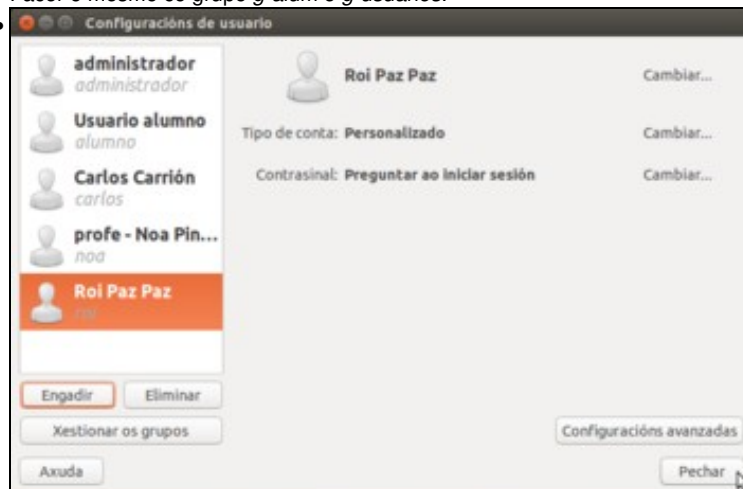 Configuracións de usuario
administrador
administrador
Usuario alumno
alumno
Carlos Carrión
carlos
profe - Noa Pin...
noa
Roi Paz Paz
roi
Engadir
Eliminar
Xestionar os grupos
Axuda
Roi Paz Paz
Cambiar...
Tipo de conta: Personalizado
Cambiar...
Contrasinal: Preguntar ao iniciar sesión
Cambiar...
Configuracións avanzadas
Pechar